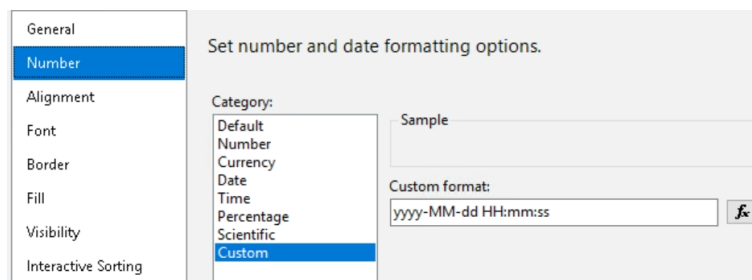 General
Number
Alignment
Font
Border
Fill
Visibility
Interactive Sorting
Set number and date formatting options.
Category:
Default
Number
Currency
Date
Time
Percentage
Scientific
Custom
Sample
Custom format:
yyyy-MM-dd HH:mm:ss
fx